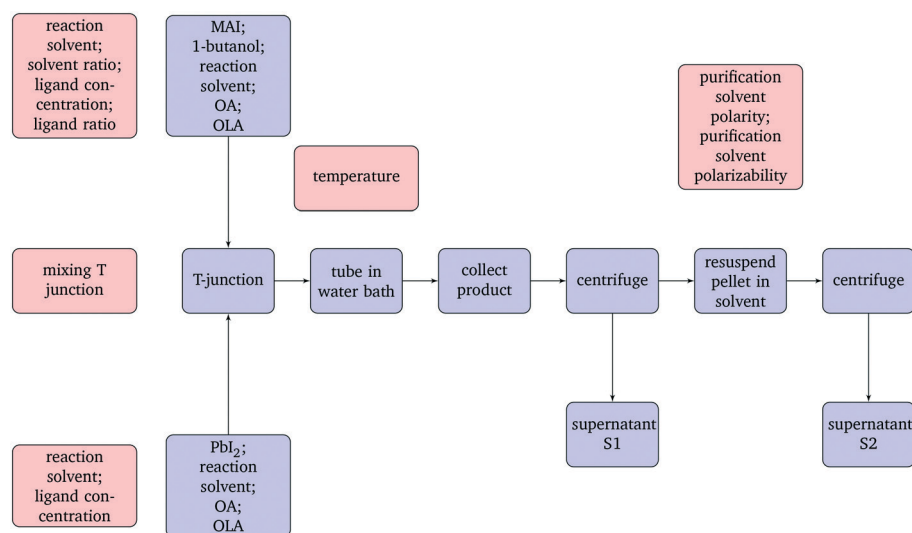 reaction
solvent;
solvent ratio;
ligand con-
centration;
ligand ratio
MAI;
1-butanol;
reaction
solvent;
OA;
OLA
purification
solvent
polarity;
purification
solvent
polarizability
temperature
mixing T
junction
T-junction
tube in
water bath
collect
product
centrifuge
resuspend
pellet in
solvent
centrifuge
supernatant
S1
supernatant
S2
reaction
solvent;
ligand con-
centration
PbI₂;
reaction
solvent;
OA;
OLA